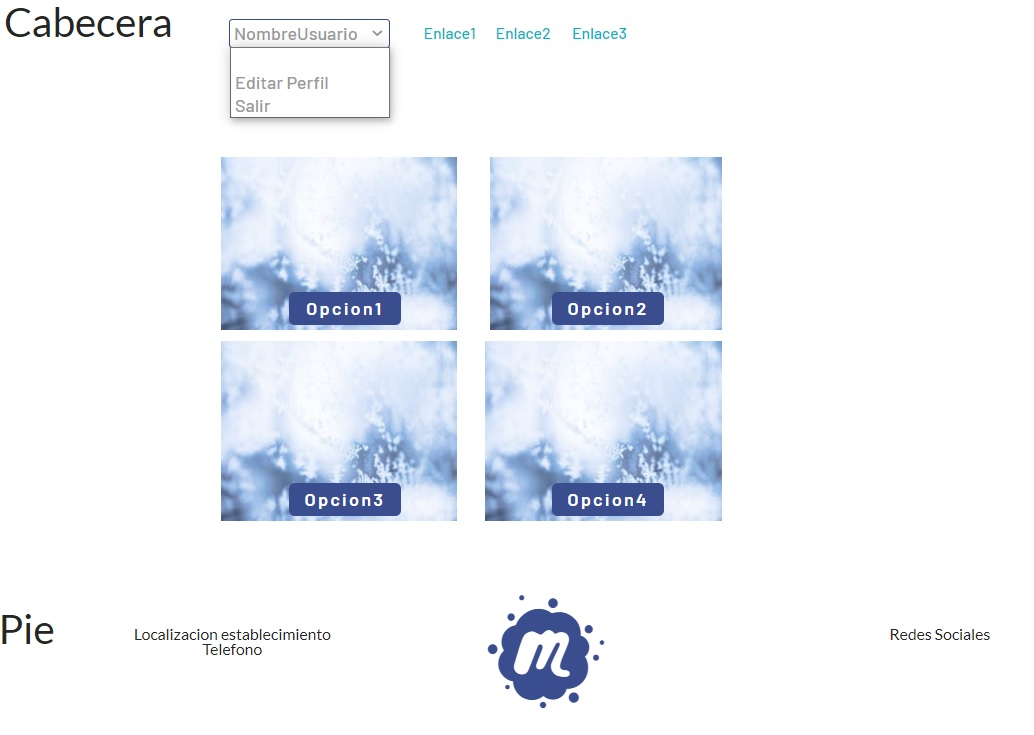 Cabecera
NombreUsuario
Enlace1 Enlace2 Enlace3
Editar Perfil
Salir
Opcion1
Opcion2
Opcion3
Opcion4
Pie
Localizacion establecimiento
Telefono
m
Redes Sociales